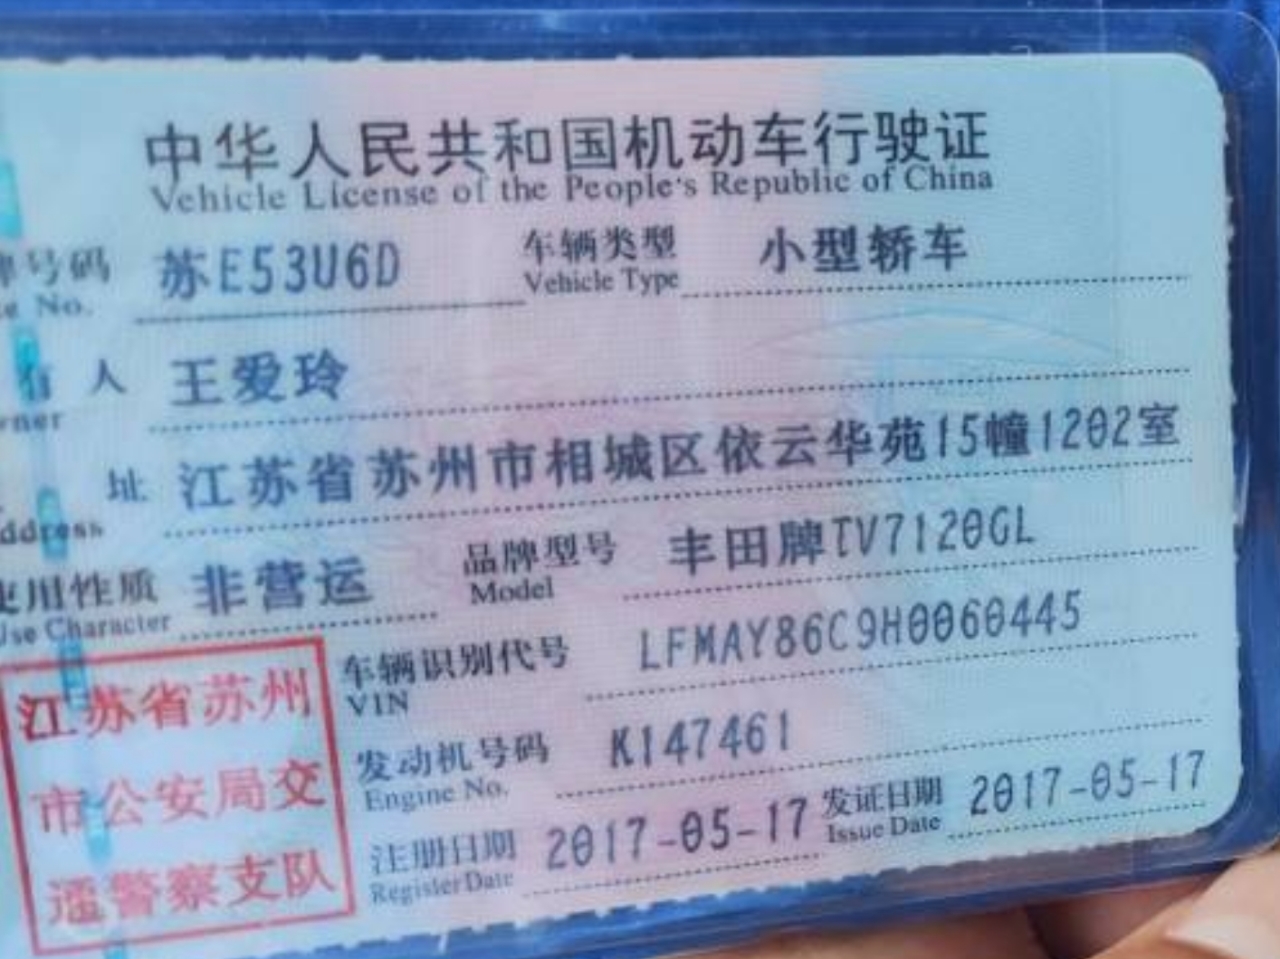 中华人民共和国机动车行驶证
Vehicle License of the People's Republic of China
号码 苏E53U6D 车辆类型 小型轿车
No. Vehicle Type
有人 王爱玲
址 江苏省苏州市相城区依云华苑15幢1202室
ddress
用性质 非营运 品牌型号 丰田牌TV7120GL
Use Character Model
车辆识别代号 LFMAY86C9H0060445
VIN
发动机号码 K147461
Engine No.
注册日期 2017-05-17 发证日期 2017-05-17
Register Date Issue Date
江苏省苏州
市公安局交
通警察支队